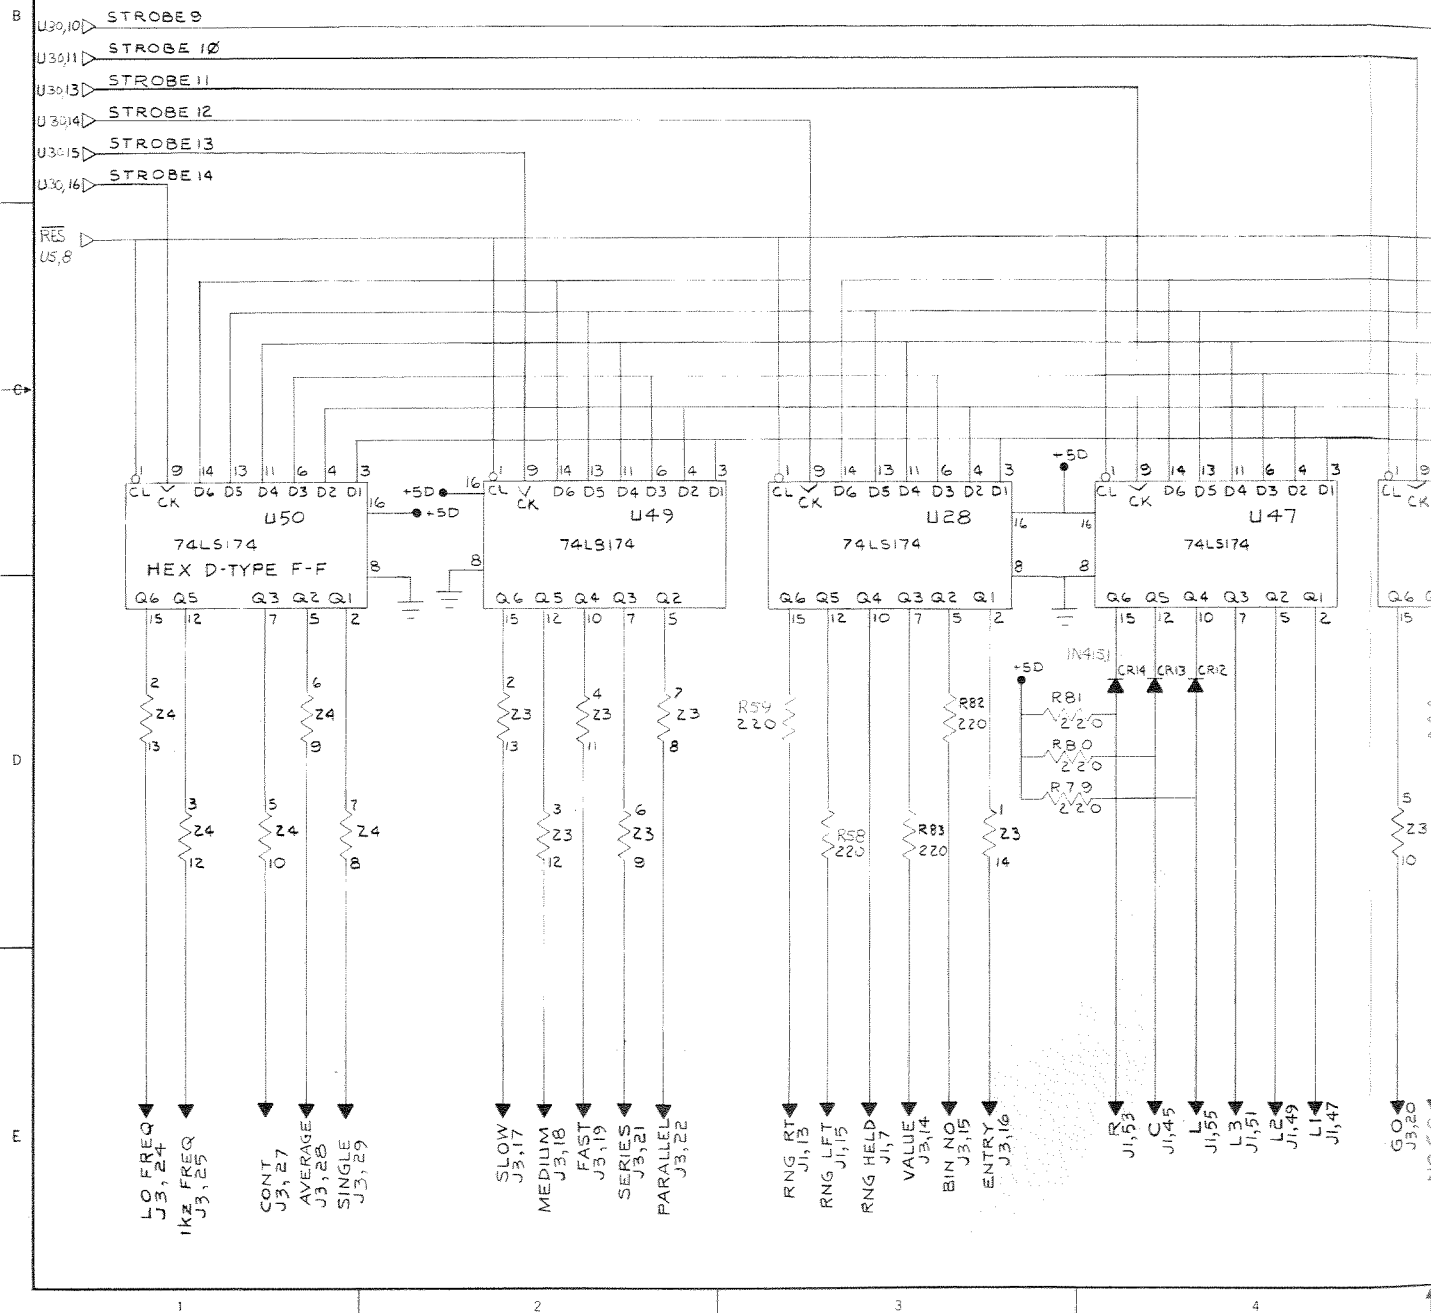 B
U30,10 STROBE 9
U30,11 STROBE 1Ø
U30,13 STROBE 11
U30,14 STROBE 12
U30,15 STROBE 13
U30,16 STROBE 14
RES
U5,8
C
1 9 14 13 11 6 4 3
CL CK D6 D5 D4 D3 D2 D1
U50
74LS174
HEX D-TYPE F-F
16 +5D
8
Q6 Q5 Q3 Q2 Q1
15 12 7 5 2
+5D 16
1 9 14 13 11 6 4 3
CL CK D6 D5 D4 D3 D2 D1
U49
74LS174
8
Q6 Q5 Q4 Q3 Q2
15 12 10 7 5
1 9 14 13 11 6 4 3
CL CK D6 D5 D4 D3 D2 D1
U28
74LS174
16
8
Q6 Q5 Q4 Q3 Q2 Q1
15 12 10 7 5 2
+5D
1 9 14 13 11 6 4 3
CL CK D6 D5 D4 D3 D2 D1
U47
74LS174
16
8
Q6 Q5 Q4 Q3 Q2 Q1
15 12 10 7 5 2
1 9
CL CK
Q6
15
2
Z4
13
6
Z4
9
3
Z4
12
5
Z4
10
7
Z4
8
2
Z3
13
4
Z3
11
7
Z3
8
3
Z3
12
6
Z3
9
R59
220
R82
220
R58
220
R83
220
1
Z3
14
+5D
1N4151
CR14 CR13 CR12
R81
220
R80
220
R79
220
5
Z3
10
D
E
LO FREQ
J3,24
1kz FREQ
J3,25
CONT
J3,27
AVERAGE
J3,28
SINGLE
J3,29
SLOW
J3,17
MEDIUM
J3,18
FAST
J3,19
SERIES
J3,21
PARALLEL
J3,22
RNG RT
J1,13
RNG LFT
J1,15
RNG HELD
J1,7
VALUE
J3,14
BIN NO
J3,15
ENTRY
J3,16
R
J1,53
C
J1,45
L
J1,55
L3
J1,51
L2
J1,49
L1
J1,47
GO
J3,20
1 2 3 4